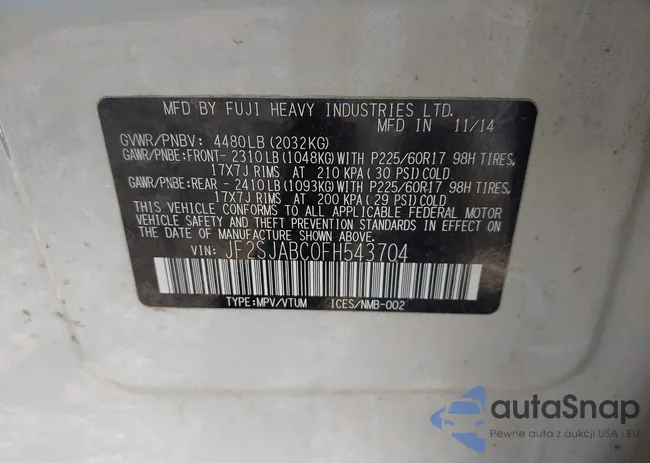 MFD BY FUJI HEAVY INDUSTRIES LTD.
MFD IN 11/14
GVWR/PNBV: 4480LB (2032KG)
GAWR/PNBE:FRONT- 2310LB(1048KG)WITH P225/60R17 98H TIRES,
17X7J RIMS AT 210 KPA(30 PSI)COLD.
GAWR/PNBE:REAR - 2410LB(1093KG)WITH P225/60R17 98H TIRES,
17X7J RIMS AT 200 KPA(29 PSI)COLD.
THIS VEHICLE CONFORMS TO ALL APPLICABLE FEDERAL MOTOR
VEHICLE SAFETY AND THEFT PREVENTION STANDARDS IN EFFECT ON
THE DATE OF MANUFACTURE SHOWN ABOVE.
VIN: JF2SJABC0FH543704
TYPE:MPV/VTUM ICES/NMB-002
autaSnap
Pewne auta z aukcji USA i EU